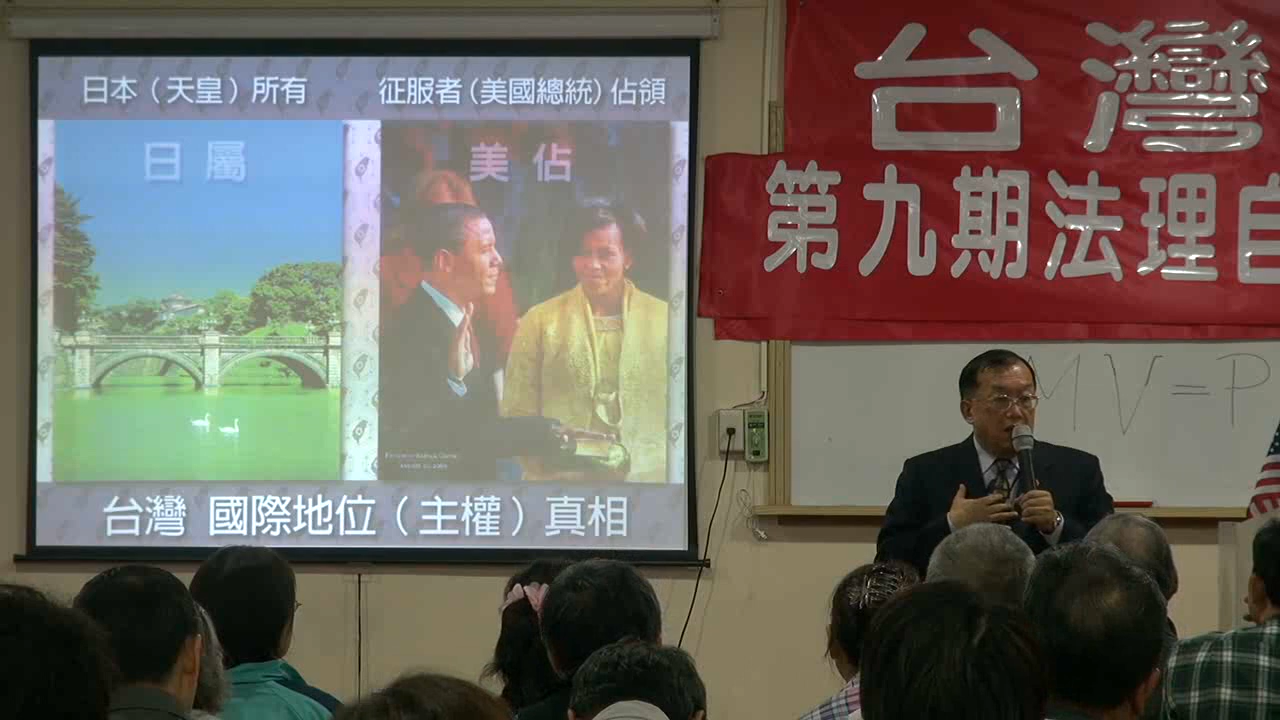 日本（天皇）所有
征服者（美國總統）佔領
日屬
美佔
台灣 國際地位（主權）真相
台灣
第九期法理自
MV=P